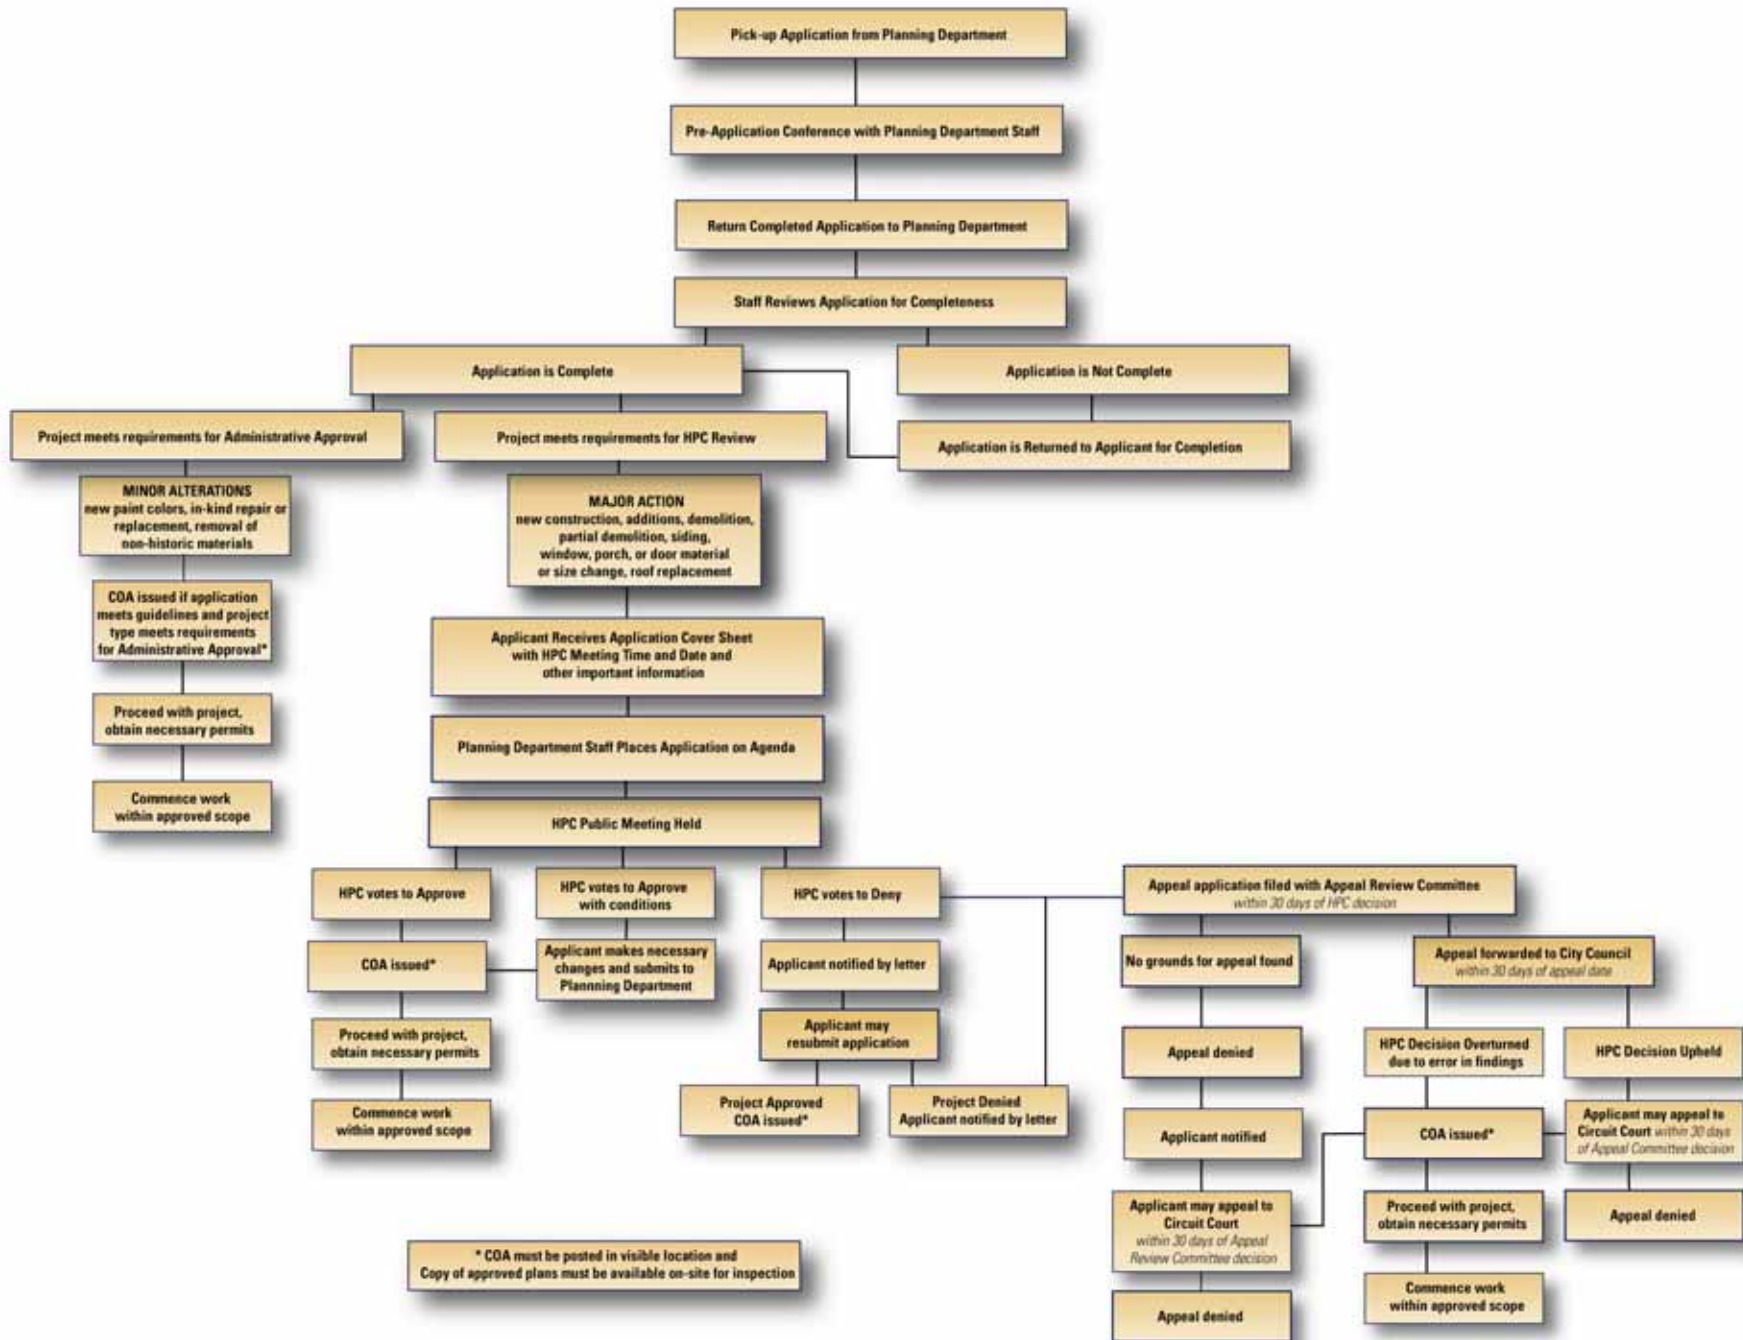 Pick-up Application from Planning Department
Pre-Application Conference with Planning Department Staff
Return Completed Application to Planning Department
Staff Reviews Application for Completeness
Application is Complete
Application is Not Complete
Project meets requirements for Administrative Approval
Project meets requirements for HPC Review
Application is Returned to Applicant for Completion
MINOR ALTERATIONS
new paint colors, in-kind repair or
replacement, removal of
non-historic materials
MAJOR ACTION
new construction, additions, demolition,
partial demolition, siding,
window, porch, or door material
or size change, roof replacement
COA issued if application
meets guidelines and project
type meets requirements
for Administrative Approval*
Applicant Receives Application Cover Sheet
with HPC Meeting Time and Date and
other important information
Proceed with project,
obtain necessary permits
Planning Department Staff Places Application on Agenda
Commence work
within approved scope
HPC Public Meeting Held
HPC votes to Approve
HPC votes to Approve
with conditions
HPC votes to Deny
Appeal application filed with Appeal Review Committee
within 30 days of HPC decision
COA issued*
Applicant makes necessary
changes and submits to
Plannning Department
Applicant notified by letter
No grounds for appeal found
Appeal forwarded to City Council
within 30 days of appeal date
Proceed with project,
obtain necessary permits
Applicant may
resubmit application
Appeal denied
HPC Decision Overturned
due to error in findings
HPC Decision Upheld
Commence work
within approved scope
Project Approved
COA issued*
Project Denied
Applicant notified by letter
Applicant notified
COA issued*
Applicant may appeal to
Circuit Court within 30 days
of Appeal Committee decision
Applicant may appeal to
Circuit Court
within 30 days of Appeal
Review Committee decision
Proceed with project,
obtain necessary permits
Appeal denied
* COA must be posted in visible location and
Copy of approved plans must be available on-site for inspection
Appeal denied
Commence work
within approved scope